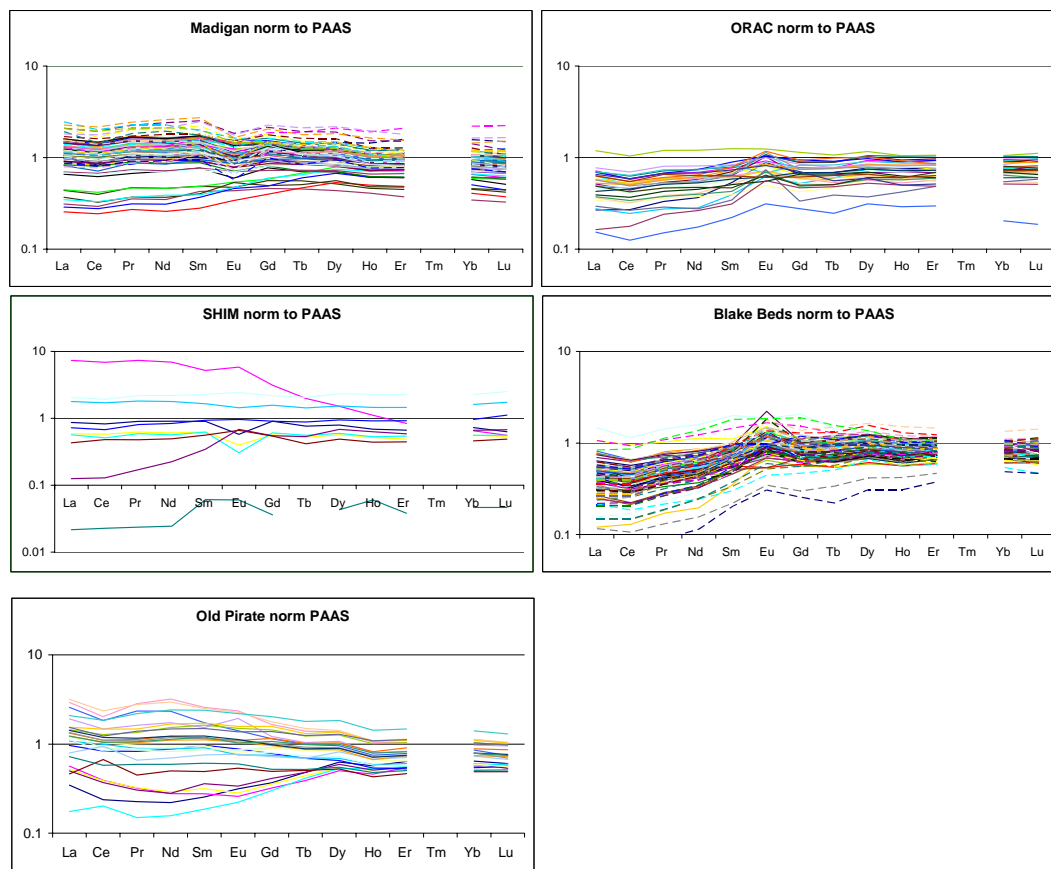 Madigan norm to PAAS
10
1
0.1
La Ce Pr Nd Sm Eu Gd Tb Dy Ho Er Tm Yb Lu
ORAC norm to PAAS
10
1
0.1
La Ce Pr Nd Sm Eu Gd Tb Dy Ho Er Tm Yb Lu
SHIM norm to PAAS
10
1
0.1
0.01
La Ce Pr Nd Sm Eu Gd Tb Dy Ho Er Tm Yb Lu
Blake Beds norm to PAAS
10
1
0.1
La Ce Pr Nd Sm Eu Gd Tb Dy Ho Er Tm Yb Lu
Old Pirate norm PAAS
10
1
0.1
La Ce Pr Nd Sm Eu Gd Tb Dy Ho Er Tm Yb Lu